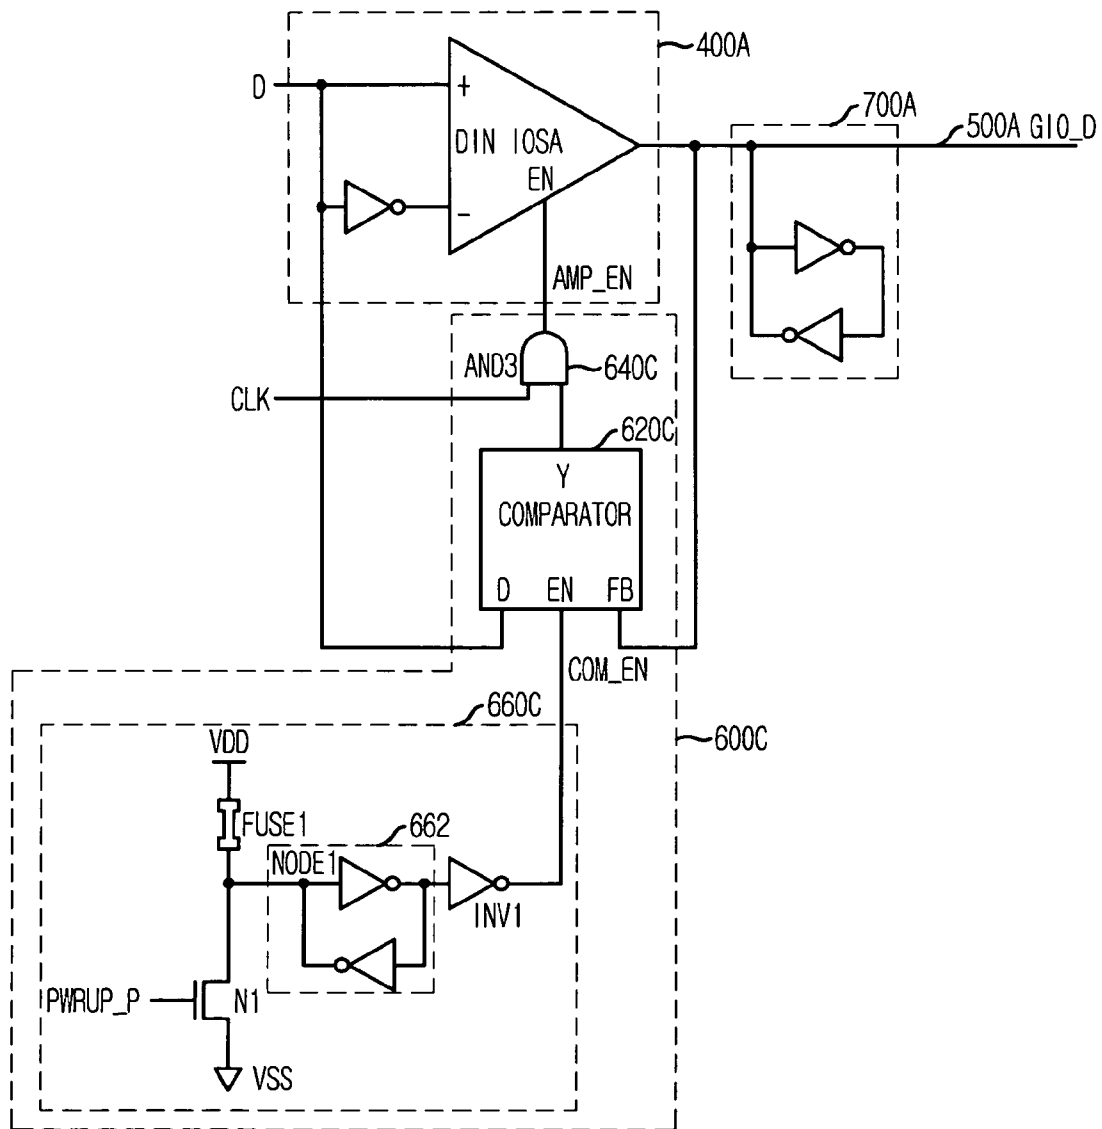 400A
D
+
DIN IOSA
EN
-
700A
500A GIO_D
AMP_EN
AND3
640C
CLK
620C
Y
COMPARATOR
D EN FB
COM_EN
660C
600C
VDD
FUSE1
662
NODE1
INV1
PWRUP_P
N1
VSS